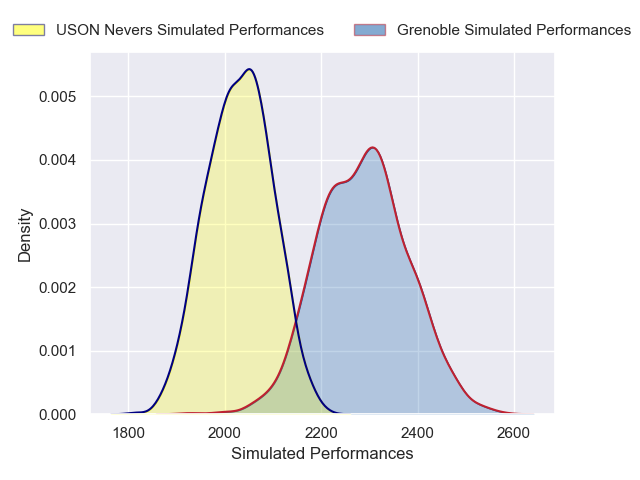 USON Nevers Simulated Performances
Grenoble Simulated Performances
0.005
0.004
0.003
0.002
0.001
0.000
Density
1800
2000
2200
2400
2600
Simulated Performances